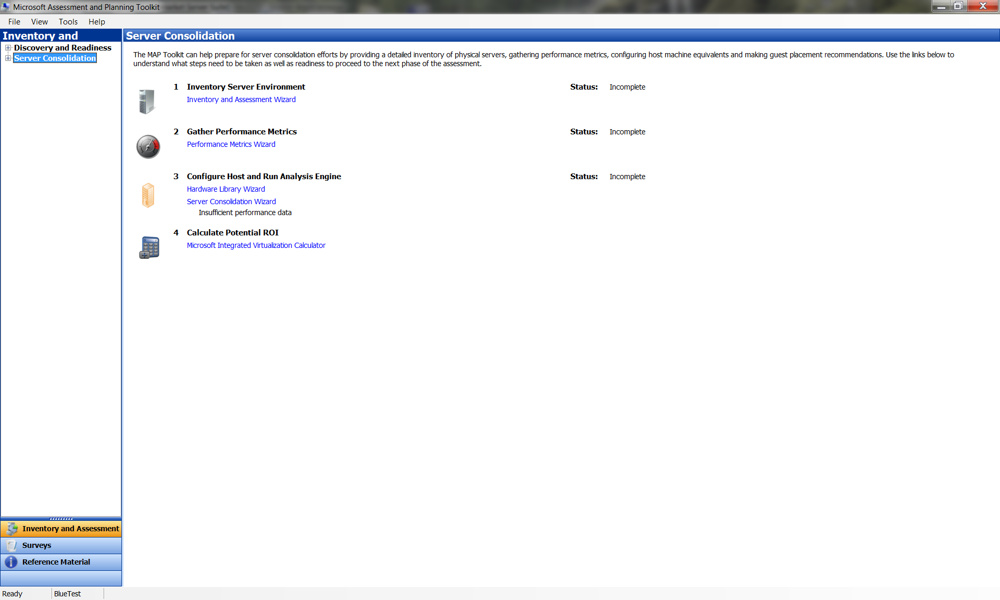 Microsoft Assessment and Planning Toolkit
File View Tools Help
Inventory and
Discovery and Readiness
Server Consolidation
Server Consolidation
The MAP Toolkit can help prepare for server consolidation efforts by providing a detailed inventory of physical servers, gathering performance metrics, configuring host machine equivalents and making guest placement recommendations. Use the links below to
understand what steps need to be taken as well as readiness to proceed to the next phase of the assessment.
1 Inventory Server Environment Status: Incomplete
Inventory and Assessment Wizard
2 Gather Performance Metrics Status: Incomplete
Performance Metrics Wizard
3 Configure Host and Run Analysis Engine Status: Incomplete
Hardware Library Wizard
Server Consolidation Wizard
Insufficient performance data
4 Calculate Potential ROI
Microsoft Integrated Virtualization Calculator
Inventory and Assessment
Surveys
Reference Material
Ready BlueTest